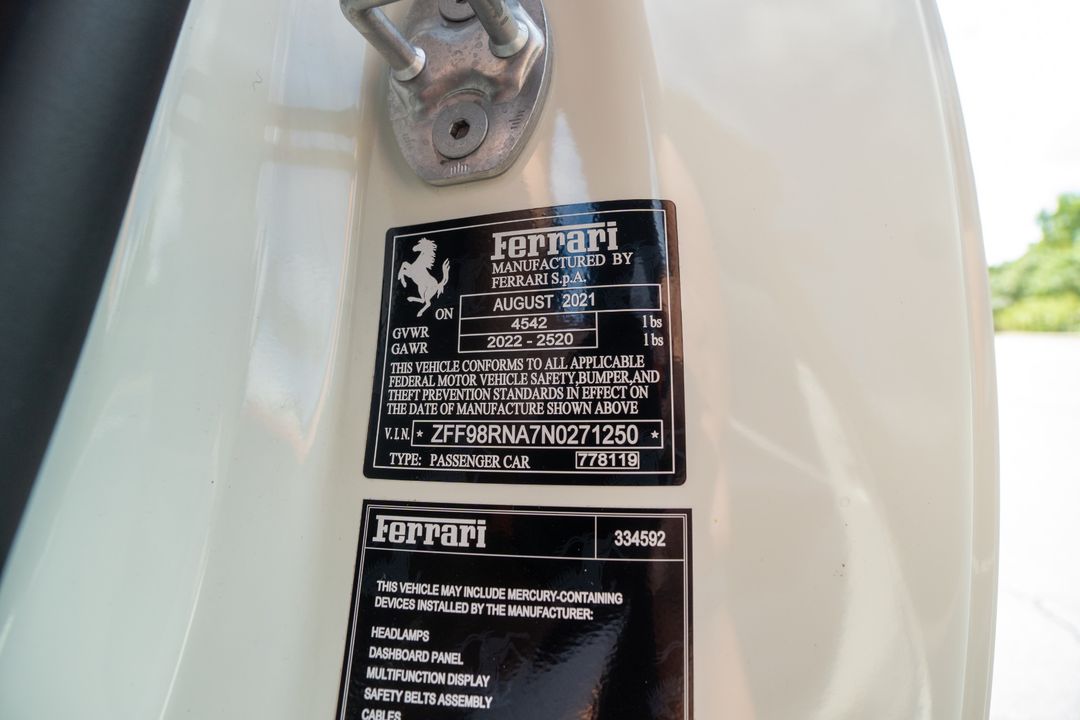 Ferrari
MANUFACTURED BY
FERRARI S.p.A.
ON AUGUST 2021
GVWR 4542 lbs
GAWR 2022 - 2520 lbs
THIS VEHICLE CONFORMS TO ALL APPLICABLE
FEDERAL MOTOR VEHICLE SAFETY,BUMPER,AND
THEFT PREVENTION STANDARDS IN EFFECT ON
THE DATE OF MANUFACTURE SHOWN ABOVE
V.I.N. * ZFF98RNA7N0271250 *
TYPE: PASSENGER CAR 778119
Ferrari 334592
THIS VEHICLE MAY INCLUDE MERCURY-CONTAINING
DEVICES INSTALLED BY THE MANUFACTURER:
HEADLAMPS
DASHBOARD PANEL
MULTIFUNCTION DISPLAY
SAFETY BELTS ASSEMBLY
CABLES